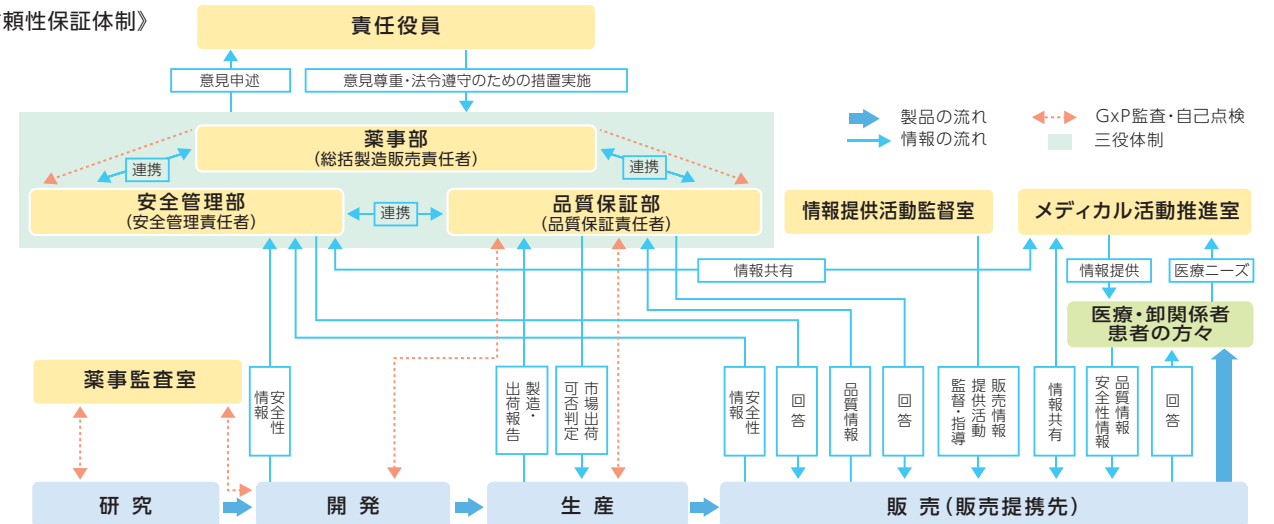 頼性保証体制》
責任役員
意見申述
意見尊重・法令遵守のための措置実施
製品の流れ
情報の流れ
GxP監査・自己点検
三役体制
薬事部
(総括製造販売責任者)
連携
連携
安全管理部
(安全管理責任者)
連携
品質保証部
(品質保証責任者)
情報提供活動監督室
メディカル活動推進室
情報共有
情報提供
医療ニーズ
医療・卸関係者
患者の方々
薬事監査室
安全性
情報
製造・
出荷報告
市場出荷
可否判定
安全性
情報
回答
品質情報
回答
販売情報
提供活動
監督・指導
情報共有
品質情報
安全性情報
回答
研究
開発
生産
販売(販売提携先)